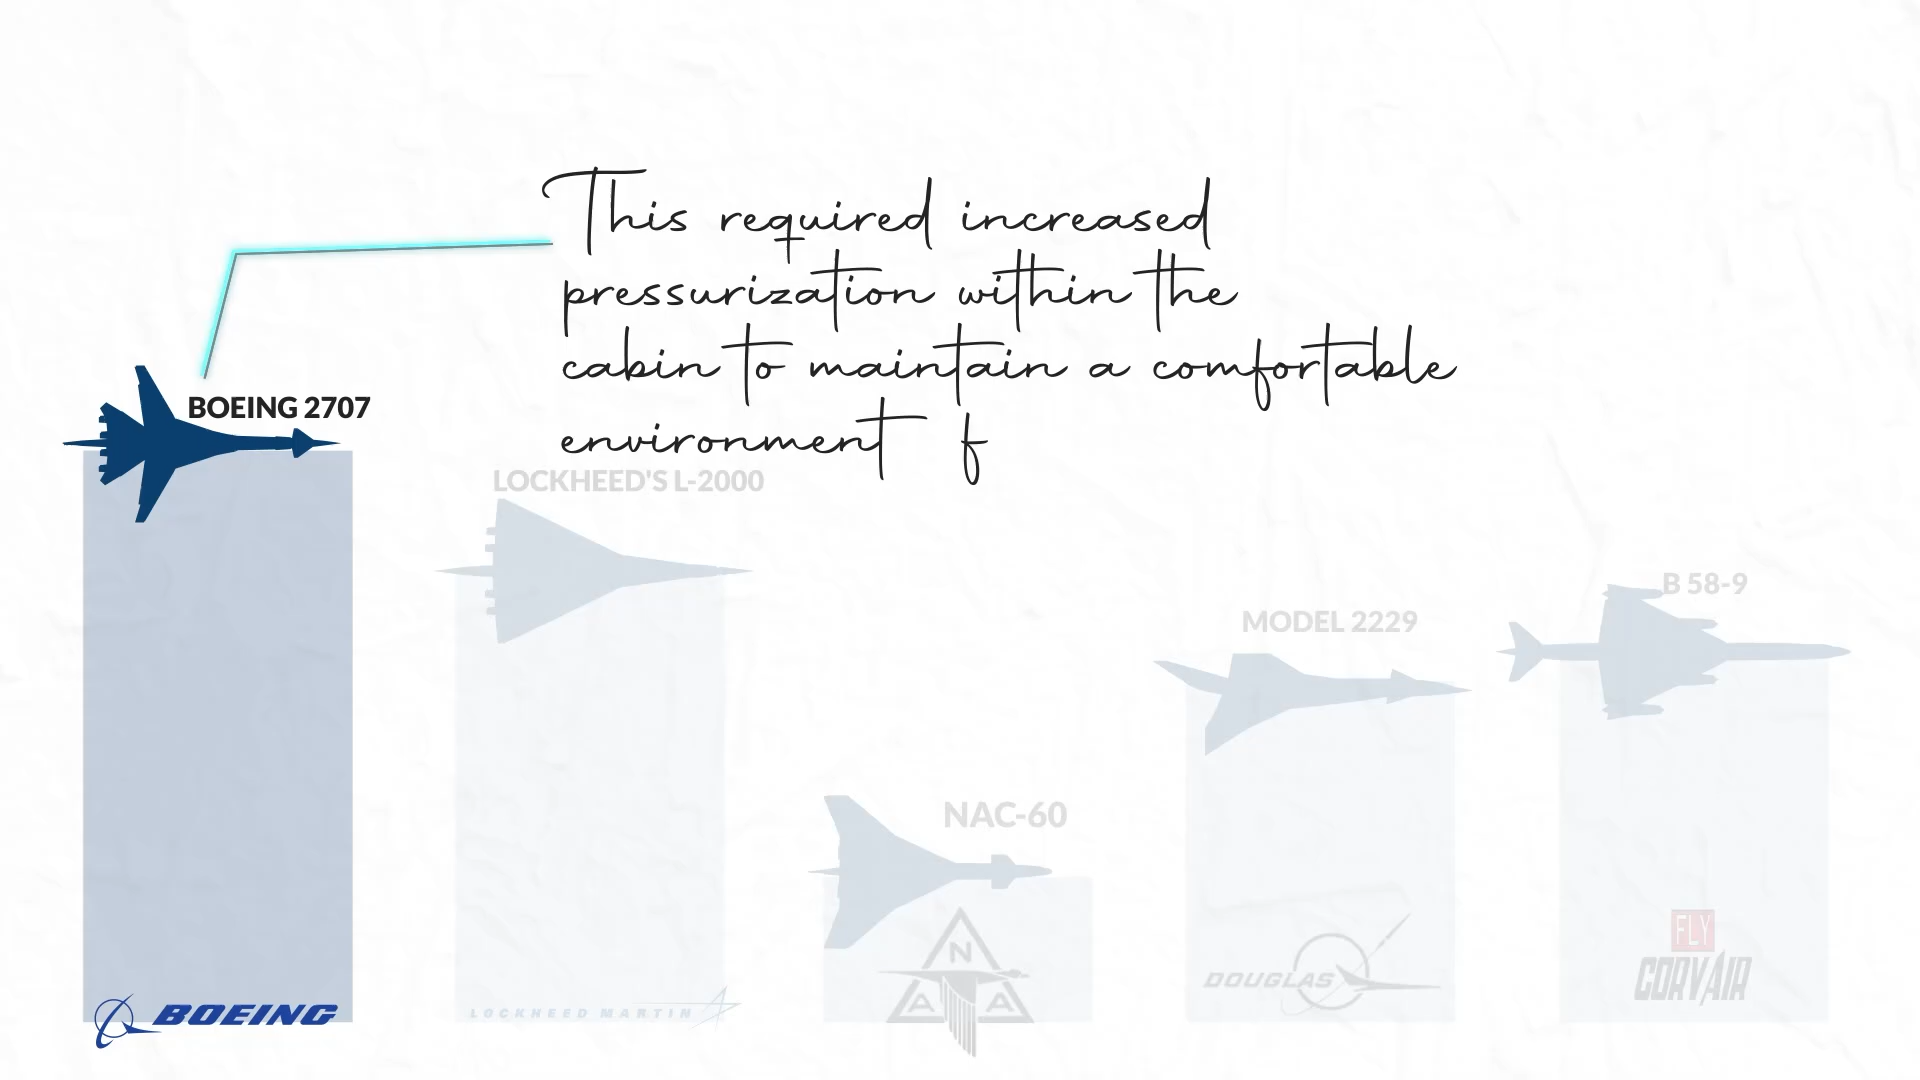 This required increased
pressurization within the
cabin to maintain a comfortable
environment f
BOEING 2707
LOCKHEED'S L-2000
B 58-9
MODEL 2229
NAC-60
BOEING
LOCKHEED MARTIN
N
A A
DOUGLAS
FLY
CORVAIR